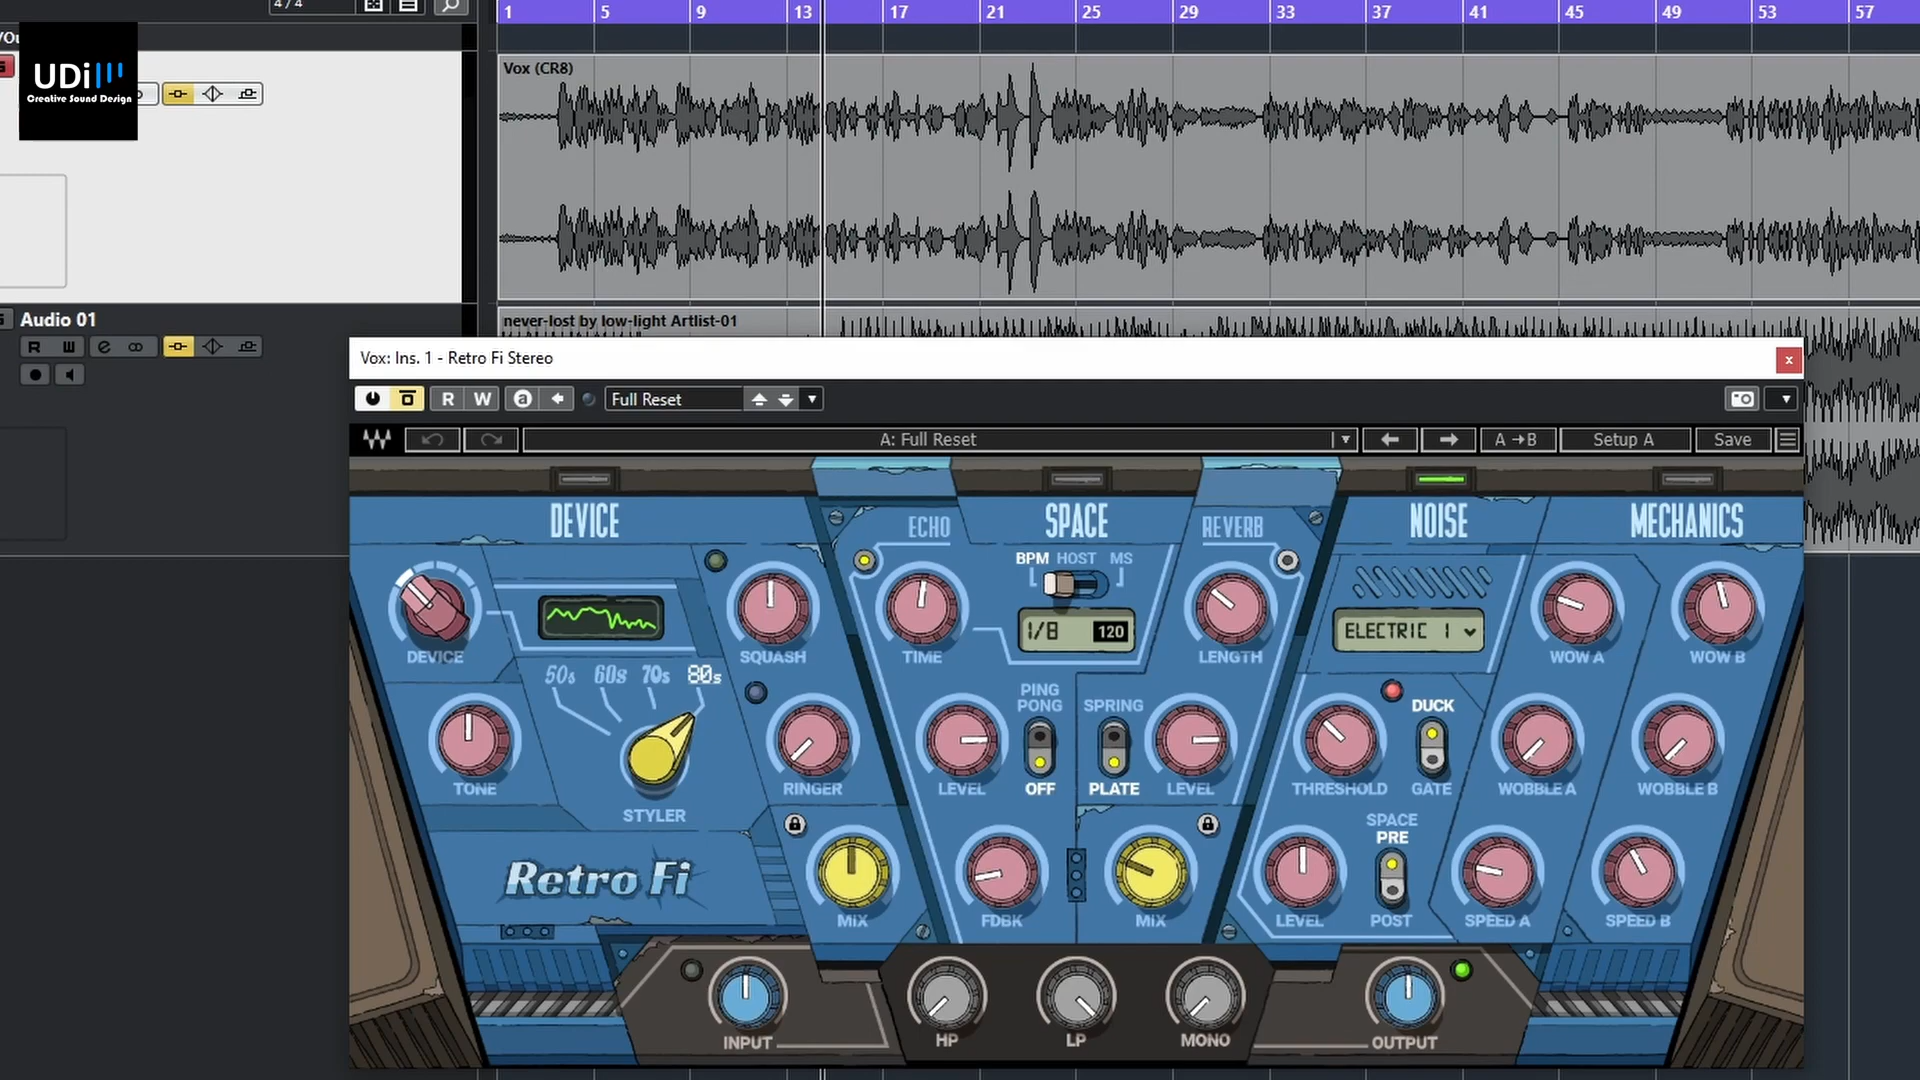 4/4
1 5 9 13 17 21 25 29 33 37 41 45 49 53 57
/Ou
UDi
Creative Sound Design
Vox (CR8)
Audio 01
R W e
never-lost by low-light Artlist-01
Vox: Ins. 1 - Retro Fi Stereo
x
R W a Full Reset
A: Full Reset A→B Setup A Save
DEVICE SPACE NOISE MECHANICS
ECHO REVERB
BPM HOST MS
1/8 120
ELECTRIC 1
DEVICE SQUASH TIME LENGTH WOW A WOW B
50s 60s 70s 80s
PING PONG
SPRING
DUCK
TONE RINGER LEVEL OFF PLATE LEVEL THRESHOLD GATE WOBBLE A WOBBLE B
STYLER
SPACE
PRE
Retro Fi
MIX FDBK MIX LEVEL POST SPEED A SPEED B
INPUT HP LP MONO OUTPUT